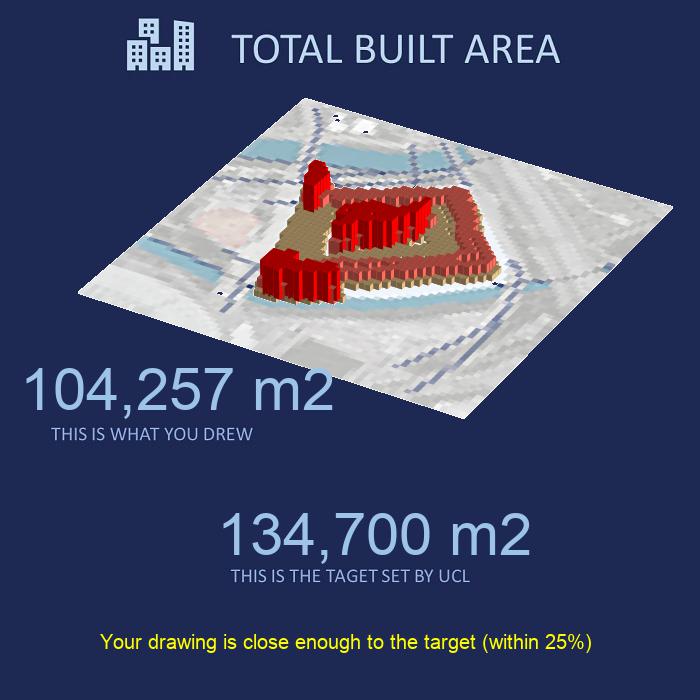 TOTAL BUILT AREA
104,257 m2
THIS IS WHAT YOU DREW
134,700 m2
THIS IS THE TAGET SET BY UCL
Your drawing is close enough to the target (within 25%)